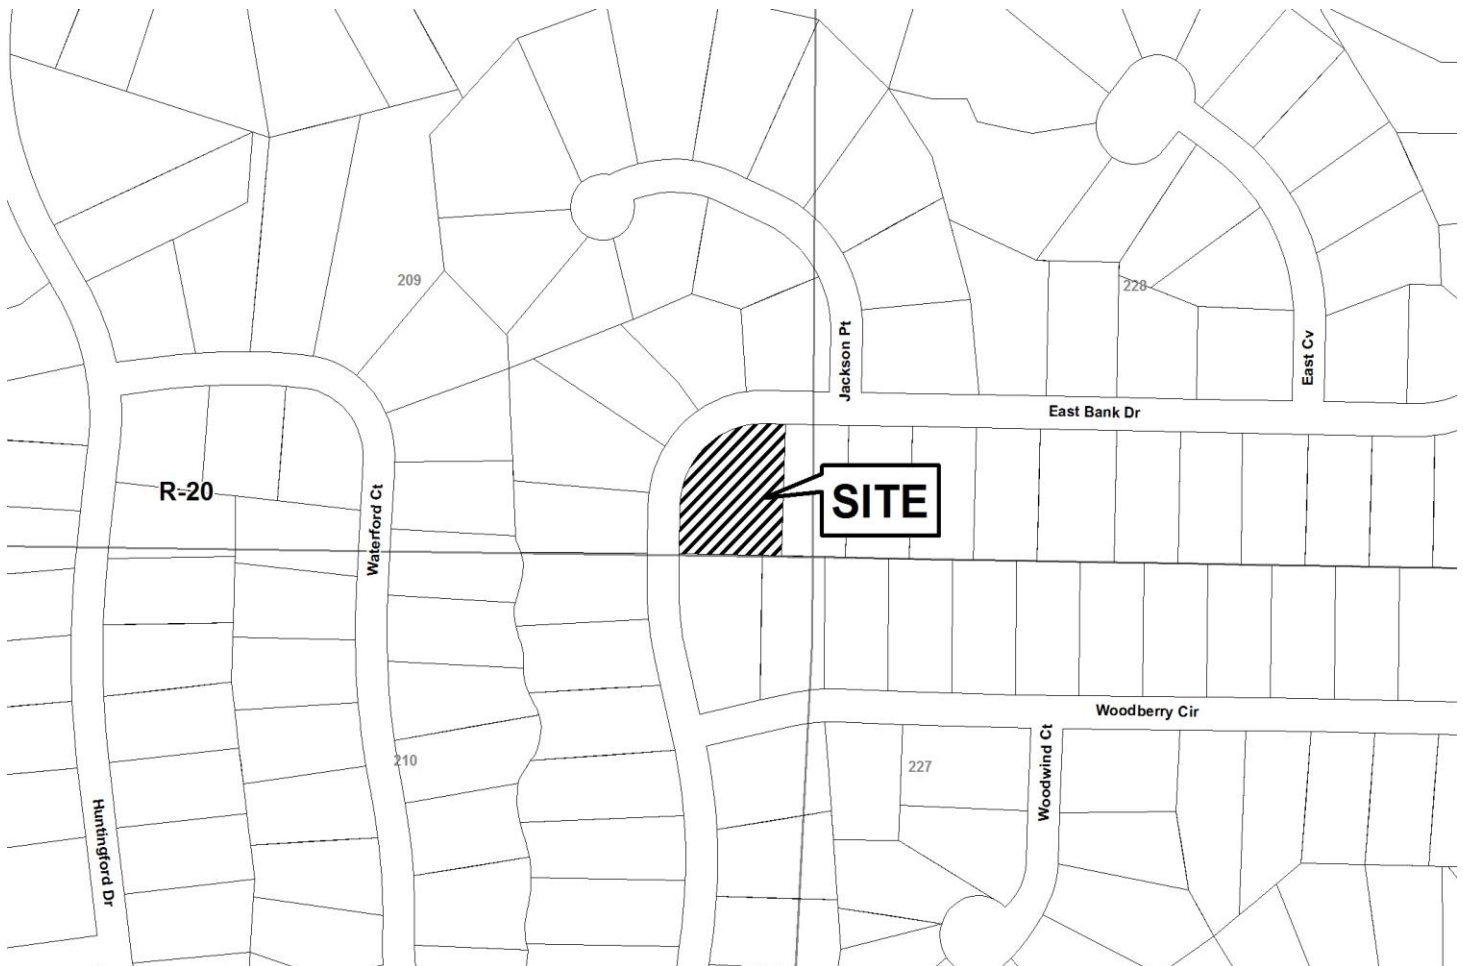 209
228
Jackson Pt
East Cv
East Bank Dr
R-20
SITE
Waterford Ct
Woodberry Cir
210
227
Woodwind Ct
Huntingford Dr